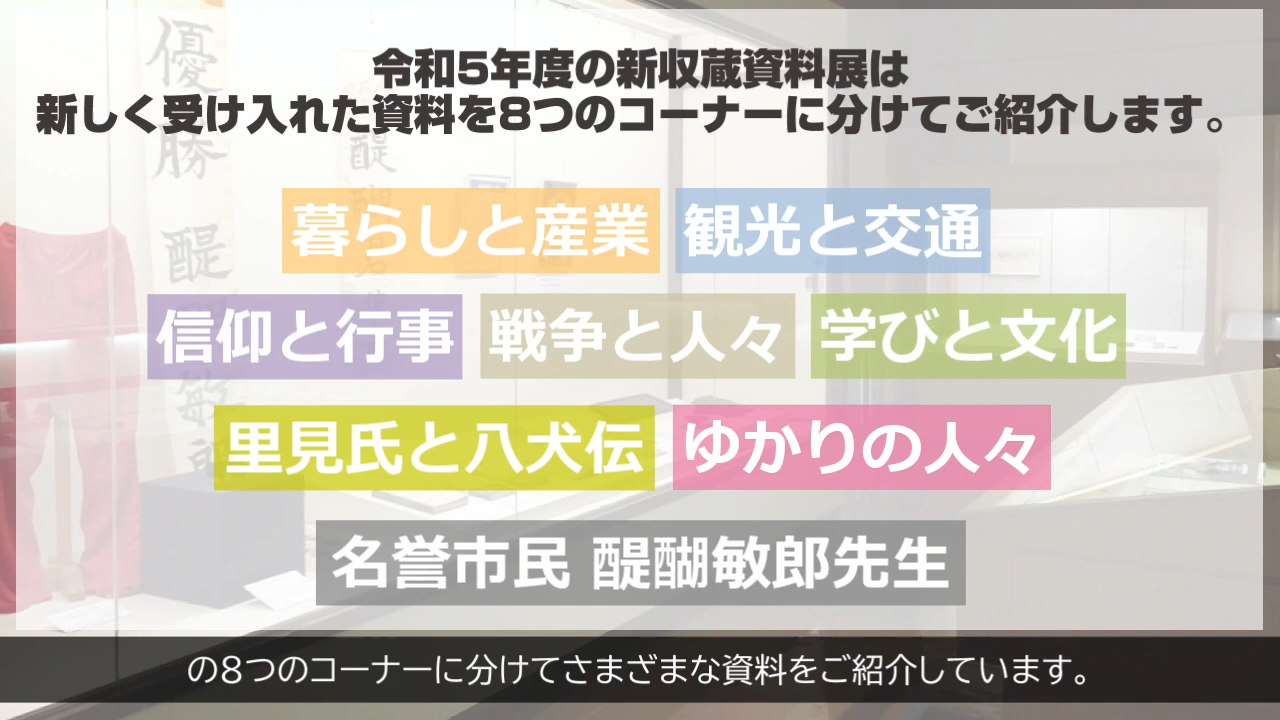 令和5年度の新収蔵資料展は
新しく受け入れた資料を8つのコーナーに分けてご紹介します。
暮らしと産業 観光と交通
信仰と行事 戦争と人々 学びと文化
里見氏と八犬伝 ゆかりの人々
名誉市民 醍醐敏郎先生
の8つのコーナーに分けてさまざまな資料をご紹介しています。